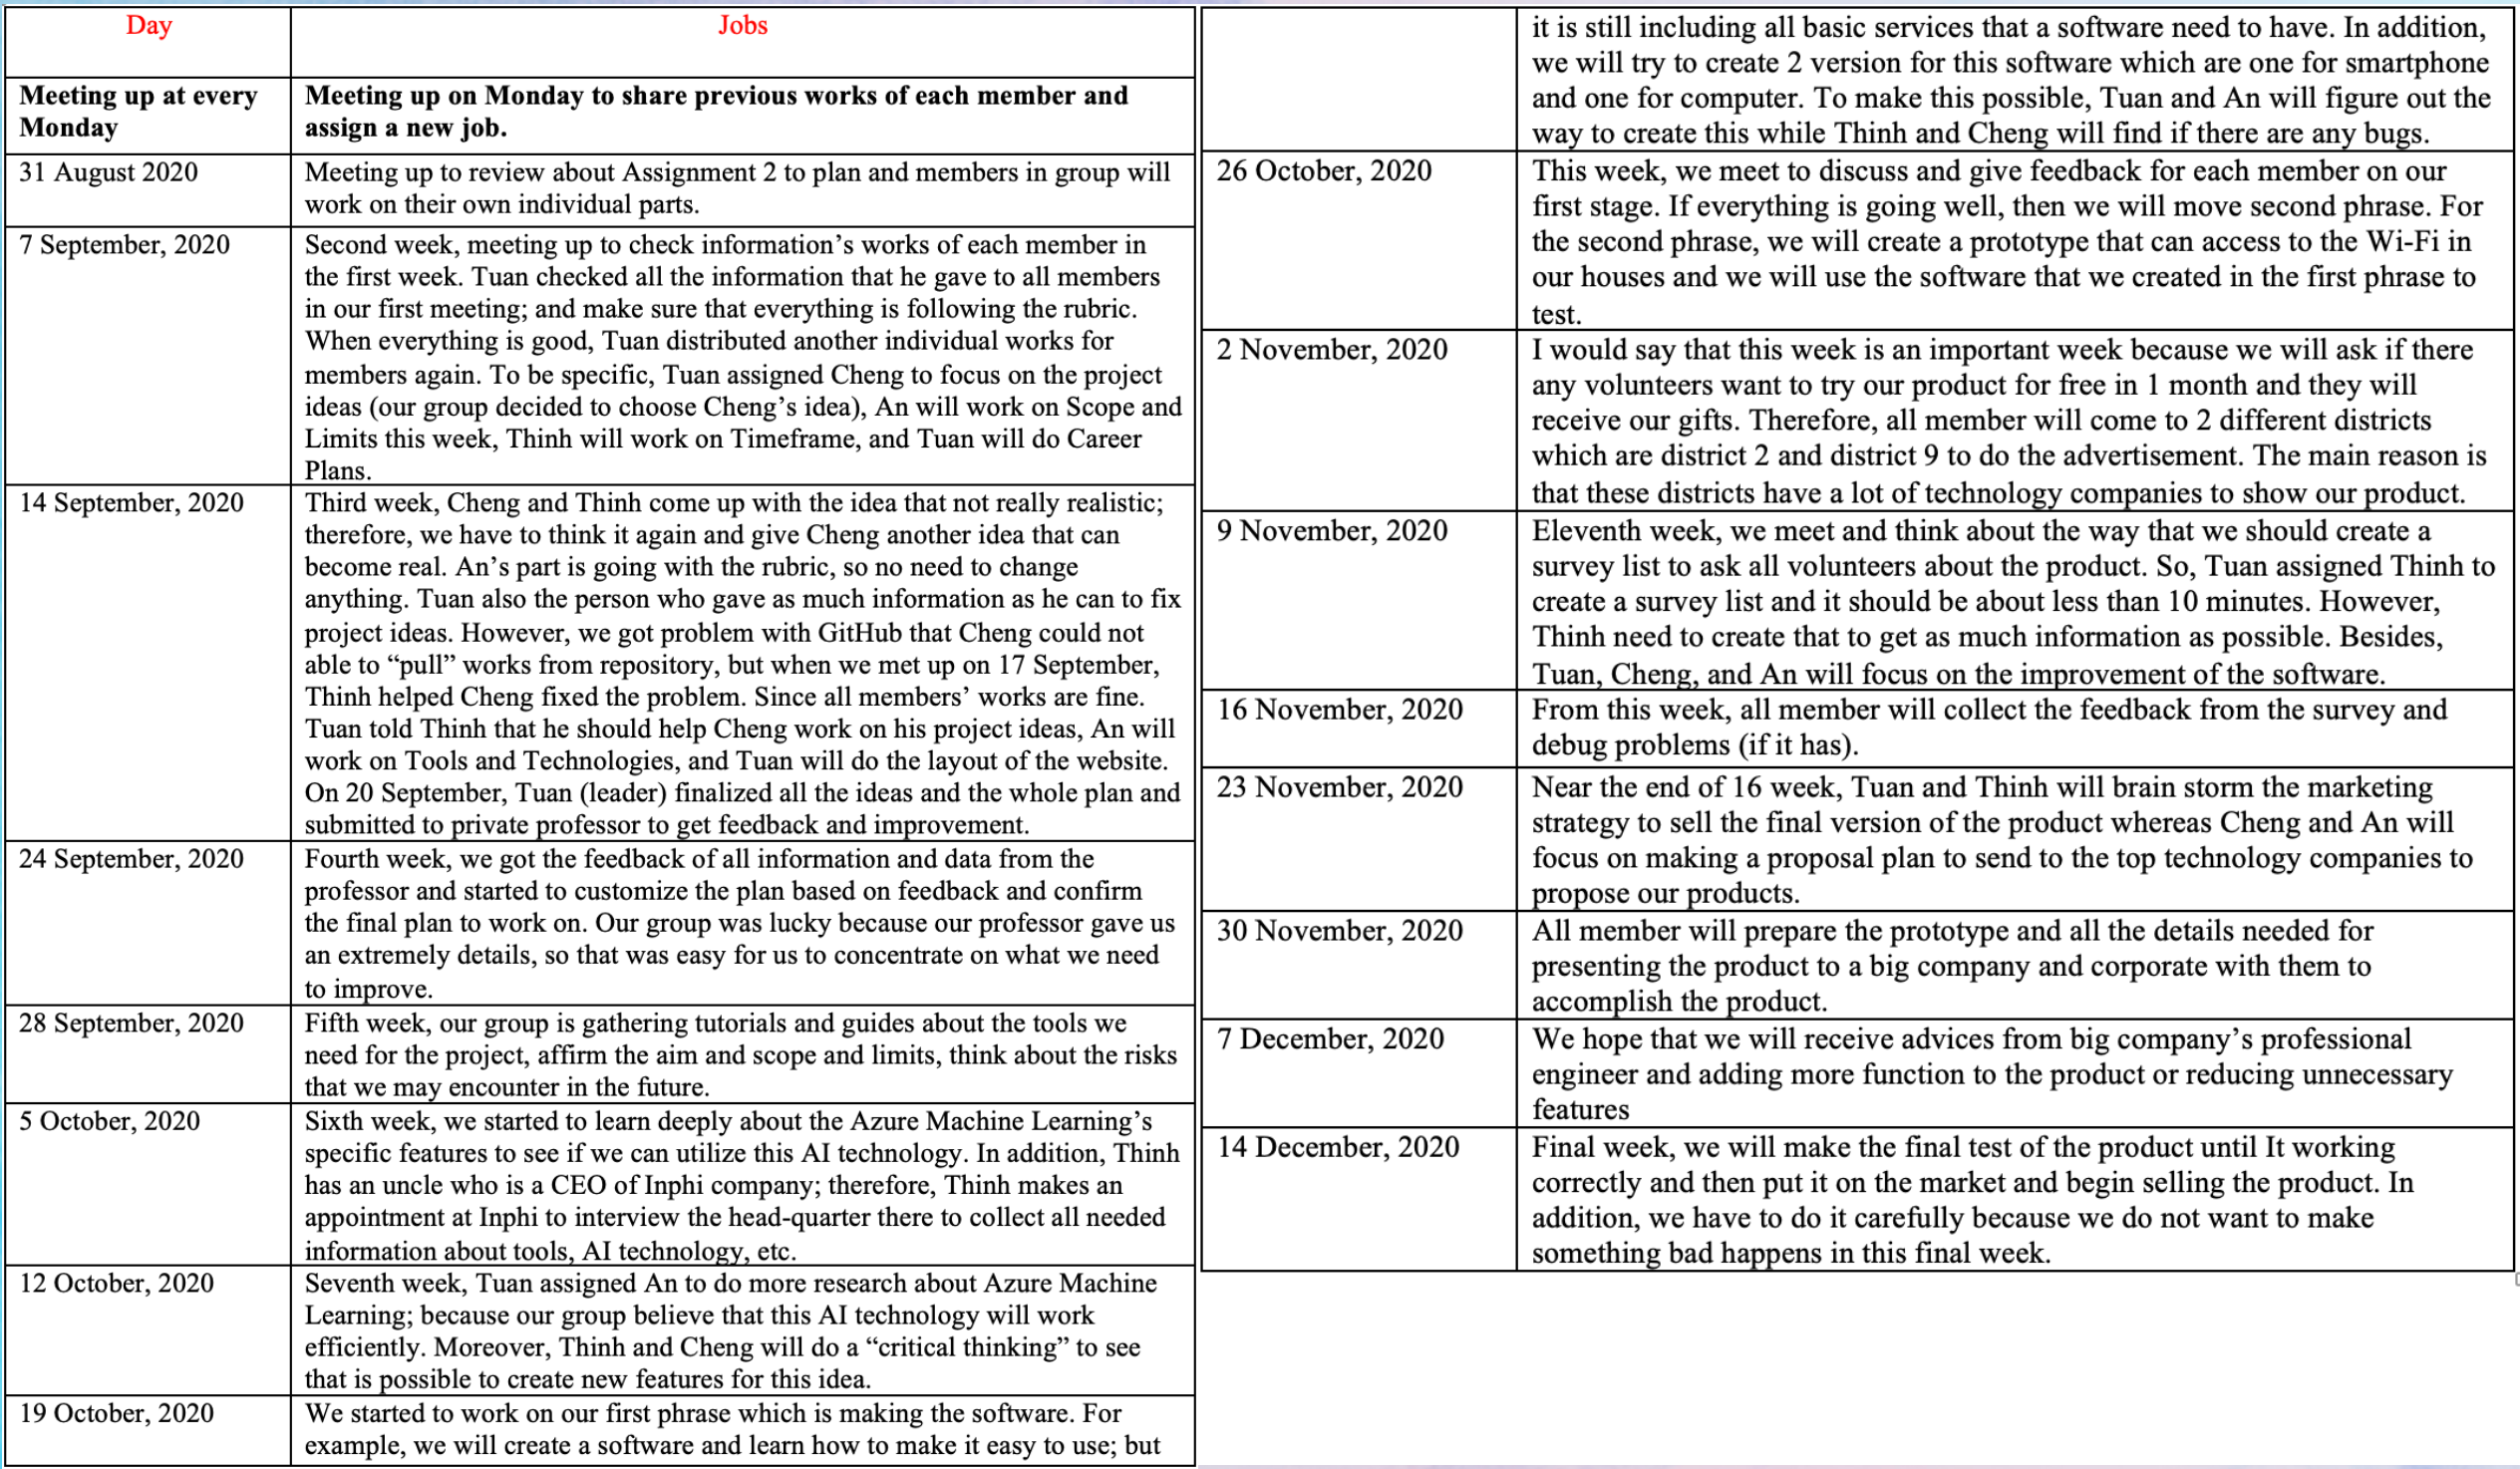 Day
Jobs
Meeting up at every
Monday
Meeting up on Monday to share previous works of each member and
assign a new job.
31 August 2020
Meeting up to review about Assignment 2 to plan and members in group will
work on their own individual parts.
7 September, 2020
Second week, meeting up to check information’s works of each member in
the first week. Tuan checked all the information that he gave to all members
in our first meeting; and make sure that everything is following the rubric.
When everything is good, Tuan distributed another individual works for
members again. To be specific, Tuan assigned Cheng to focus on the project
ideas (our group decided to choose Cheng’s idea), An will work on Scope and
Limits this week, Thinh will work on Timeframe, and Tuan will do Career
Plans.
14 September, 2020
Third week, Cheng and Thinh come up with the idea that not really realistic;
therefore, we have to think it again and give Cheng another idea that can
become real. An’s part is going with the rubric, so no need to change
anything. Tuan also the person who gave as much information as he can to fix
project ideas. However, we got problem with GitHub that Cheng could not
able to “pull” works from repository, but when we met up on 17 September,
Thinh helped Cheng fixed the problem. Since all members’ works are fine.
Tuan told Thinh that he should help Cheng work on his project ideas, An will
work on Tools and Technologies, and Tuan will do the layout of the website.
On 20 September, Tuan (leader) finalized all the ideas and the whole plan and
submitted to private professor to get feedback and improvement.
24 September, 2020
Fourth week, we got the feedback of all information and data from the
professor and started to customize the plan based on feedback and confirm
the final plan to work on. Our group was lucky because our professor gave us
an extremely details, so that was easy for us to concentrate on what we need
to improve.
28 September, 2020
Fifth week, our group is gathering tutorials and guides about the tools we
need for the project, affirm the aim and scope and limits, think about the risks
that we may encounter in the future.
5 October, 2020
Sixth week, we started to learn deeply about the Azure Machine Learning’s
specific features to see if we can utilize this AI technology. In addition, Thinh
has an uncle who is a CEO of Inphi company; therefore, Thinh makes an
appointment at Inphi to interview the head-quarter there to collect all needed
information about tools, AI technology, etc.
12 October, 2020
Seventh week, Tuan assigned An to do more research about Azure Machine
Learning; because our group believe that this AI technology will work
efficiently. Moreover, Thinh and Cheng will do a “critical thinking” to see
that is possible to create new features for this idea.
19 October, 2020
We started to work on our first phrase which is making the software. For
example, we will create a software and learn how to make it easy to use; but
it is still including all basic services that a software need to have. In addition,
we will try to create 2 version for this software which are one for smartphone
and one for computer. To make this possible, Tuan and An will figure out the
way to create this while Thinh and Cheng will find if there are any bugs.
26 October, 2020
This week, we meet to discuss and give feedback for each member on our
first stage. If everything is going well, then we will move second phrase. For
the second phrase, we will create a prototype that can access to the Wi-Fi in
our houses and we will use the software that we created in the first phrase to
test.
2 November, 2020
I would say that this week is an important week because we will ask if there
any volunteers want to try our product for free in 1 month and they will
receive our gifts. Therefore, all member will come to 2 different districts
which are district 2 and district 9 to do the advertisement. The main reason is
that these districts have a lot of technology companies to show our product.
9 November, 2020
Eleventh week, we meet and think about the way that we should create a
survey list to ask all volunteers about the product. So, Tuan assigned Thinh to
create a survey list and it should be about less than 10 minutes. However,
Thinh need to create that to get as much information as possible. Besides,
Tuan, Cheng, and An will focus on the improvement of the software.
16 November, 2020
From this week, all member will collect the feedback from the survey and
debug problems (if it has).
23 November, 2020
Near the end of 16 week, Tuan and Thinh will brain storm the marketing
strategy to sell the final version of the product whereas Cheng and An will
focus on making a proposal plan to send to the top technology companies to
propose our products.
30 November, 2020
All member will prepare the prototype and all the details needed for
presenting the product to a big company and corporate with them to
accomplish the product.
7 December, 2020
We hope that we will receive advices from big company’s professional
engineer and adding more function to the product or reducing unnecessary
features
14 December, 2020
Final week, we will make the final test of the product until It working
correctly and then put it on the market and begin selling the product. In
addition, we have to do it carefully because we do not want to make
something bad happens in this final week.